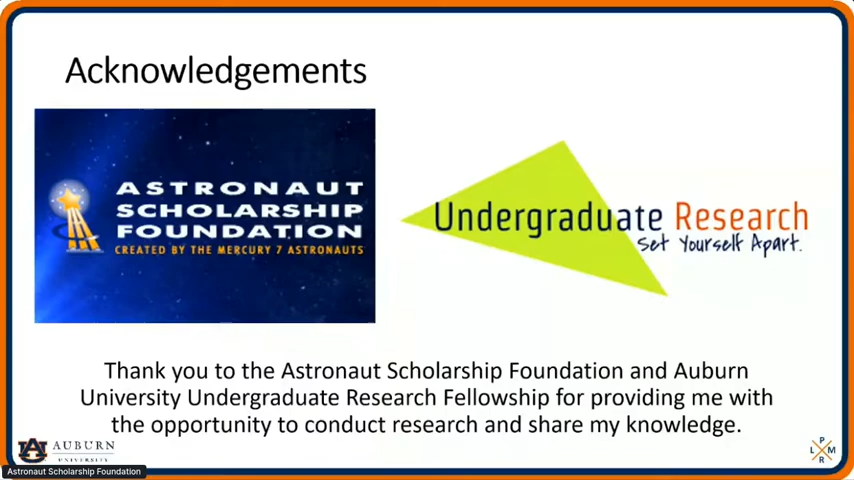 Acknowledgements
ASTRONAUT
SCHOLARSHIP
FOUNDATION
CREATED BY THE MERCURY 7 ASTRONAUTS
Undergraduate Research
Set Yourself Apart.
Thank you to the Astronaut Scholarship Foundation and Auburn
University Undergraduate Research Fellowship for providing me with
the opportunity to conduct research and share my knowledge.
AU AUBURN
UNIVERSITY
Astronaut Scholarship Foundation
P
L M
R